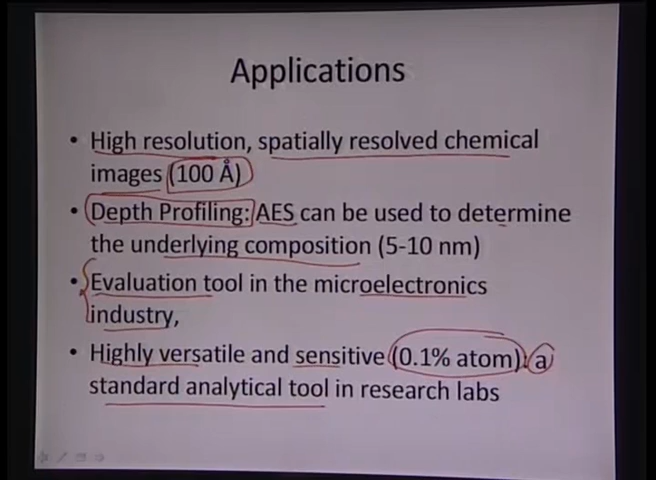 Applications
• High resolution, spatially resolved chemical
images (100 Å)
• Depth Profiling: AES can be used to determine
the underlying composition (5-10 nm)
• Evaluation tool in the microelectronics
industry,
• Highly versatile and sensitive (0.1% atom): a
standard analytical tool in research labs